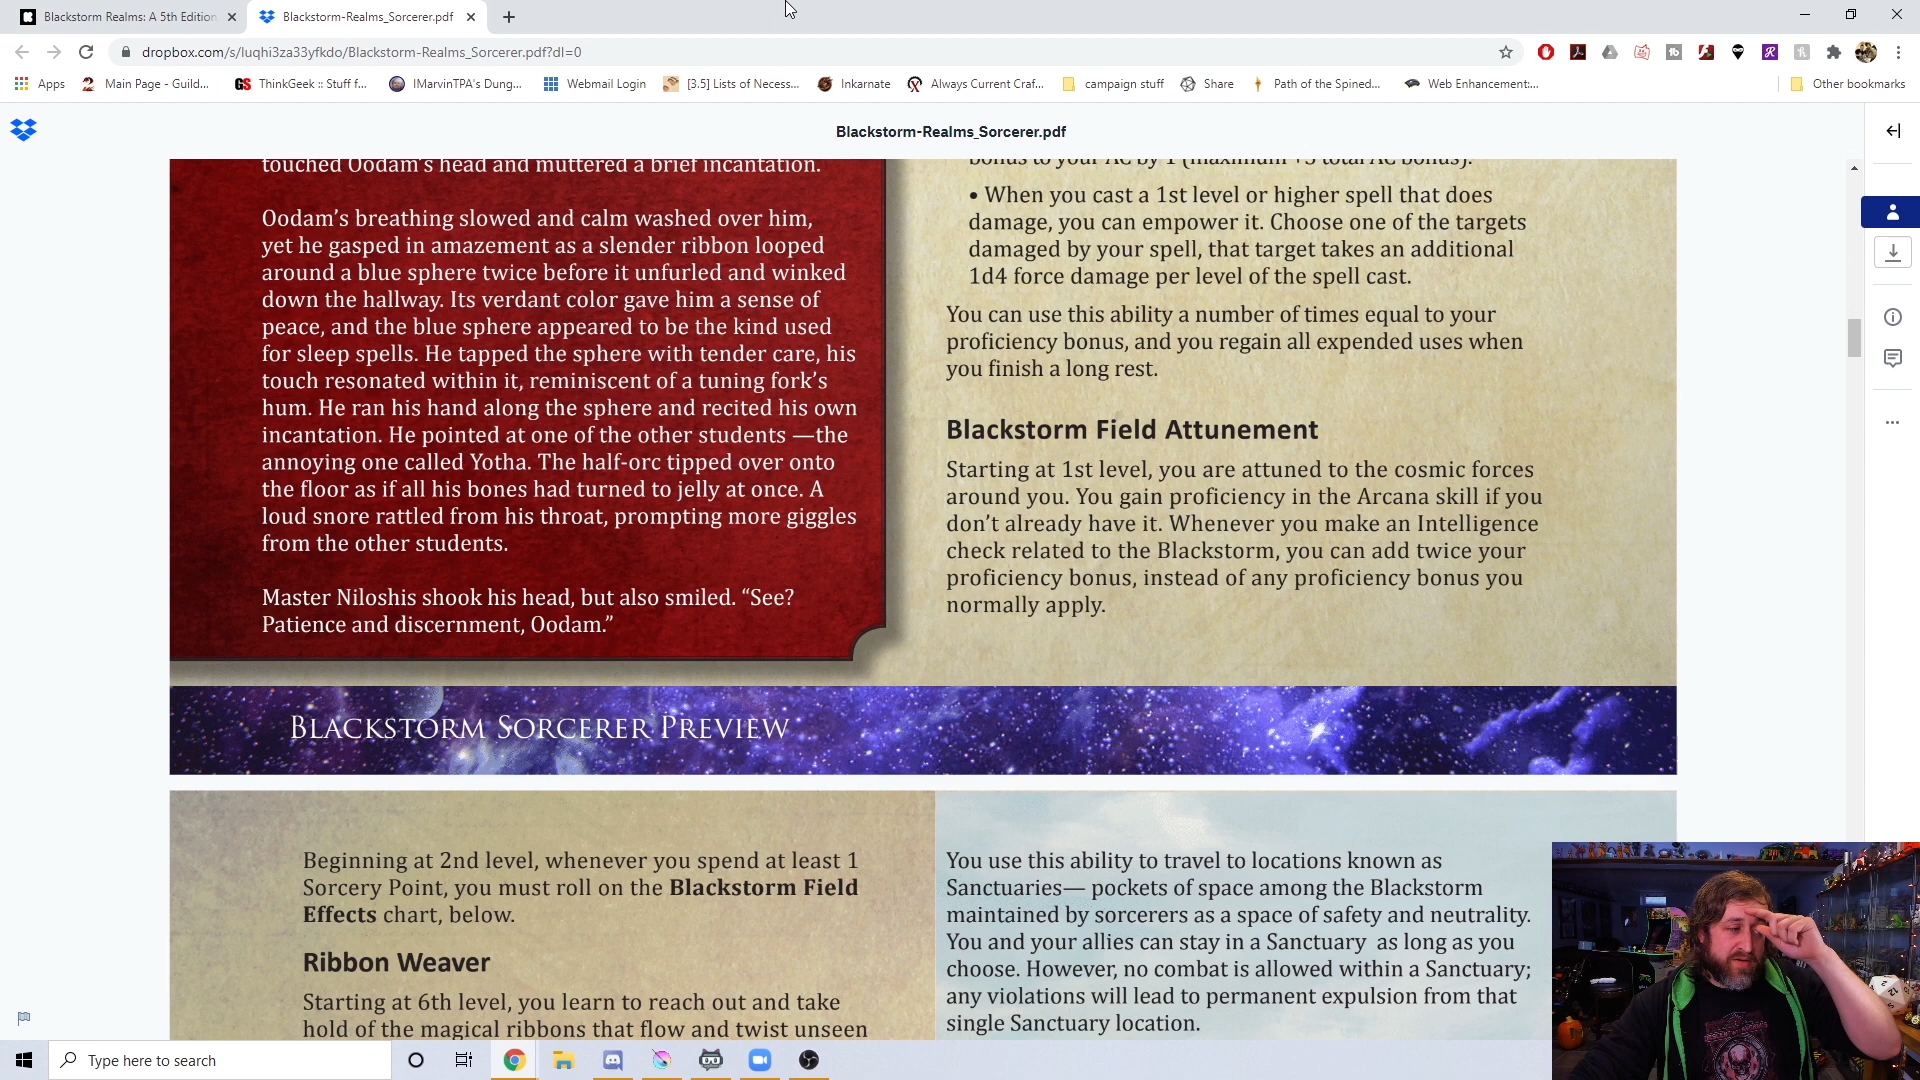 Blackstorm Realms: A 5th Edition
Blackstorm-Realms_Sorcerer.pdf
dropbox.com/s/luqhi3za33yfkdo/Blackstorm-Realms_Sorcerer.pdf?dl=0
Apps
Main Page - Guild...
ThinkGeek :: Stuff f...
IMarvinTPA's Dung...
Webmail Login
[3.5] Lists of Necess...
Inkarnate
Always Current Craf...
campaign stuff
Share
Path of the Spined...
Web Enhancement:...
Other bookmarks
Blackstorm-Realms_Sorcerer.pdf
touched Oodam's head and muttered a brief incantation.
Oodam's breathing slowed and calm washed over him,
yet he gasped in amazement as a slender ribbon looped
around a blue sphere twice before it unfurled and winked
down the hallway. Its verdant color gave him a sense of
peace, and the blue sphere appeared to be the kind used
for sleep spells. He tapped the sphere with tender care, his
touch resonated within it, reminiscent of a tuning fork's
hum. He ran his hand along the sphere and recited his own
incantation. He pointed at one of the other students —the
annoying one called Yotha. The half-orc tipped over onto
the floor as if all his bones had turned to jelly at once. A
loud snore rattled from his throat, prompting more giggles
from the other students.
Master Niloshis shook his head, but also smiled. “See?
Patience and discernment, Oodam.”
bonus to your AC by 1 (maximum +5 total AC bonus).
• When you cast a 1st level or higher spell that does
damage, you can empower it. Choose one of the targets
damaged by your spell, that target takes an additional
1d4 force damage per level of the spell cast.
You can use this ability a number of times equal to your
proficiency bonus, and you regain all expended uses when
you finish a long rest.
Blackstorm Field Attunement
Starting at 1st level, you are attuned to the cosmic forces
around you. You gain proficiency in the Arcana skill if you
don't already have it. Whenever you make an Intelligence
check related to the Blackstorm, you can add twice your
proficiency bonus, instead of any proficiency bonus you
normally apply.
Blackstorm Sorcerer Preview
Beginning at 2nd level, whenever you spend at least 1
Sorcery Point, you must roll on the Blackstorm Field
Effects chart, below.
Ribbon Weaver
Starting at 6th level, you learn to reach out and take
hold of the magical ribbons that flow and twist unseen
You use this ability to travel to locations known as
Sanctuaries— pockets of space among the Blackstorm
maintained by sorcerers as a space of safety and neutrality.
You and your allies can stay in a Sanctuary as long as you
choose. However, no combat is allowed within a Sanctuary;
any violations will lead to permanent expulsion from that
single Sanctuary location.
Type here to search